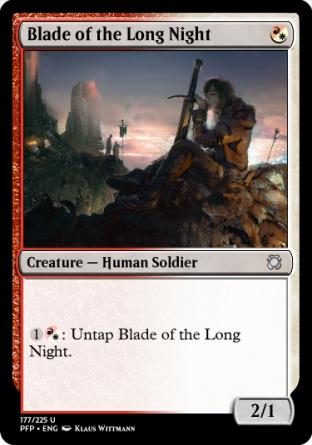 Blade of the Long Night
Creature — Human Soldier
1: Untap Blade of the Long
Night.
2/1
177/225 U
PFP • ENG KLAUS WITTMANN